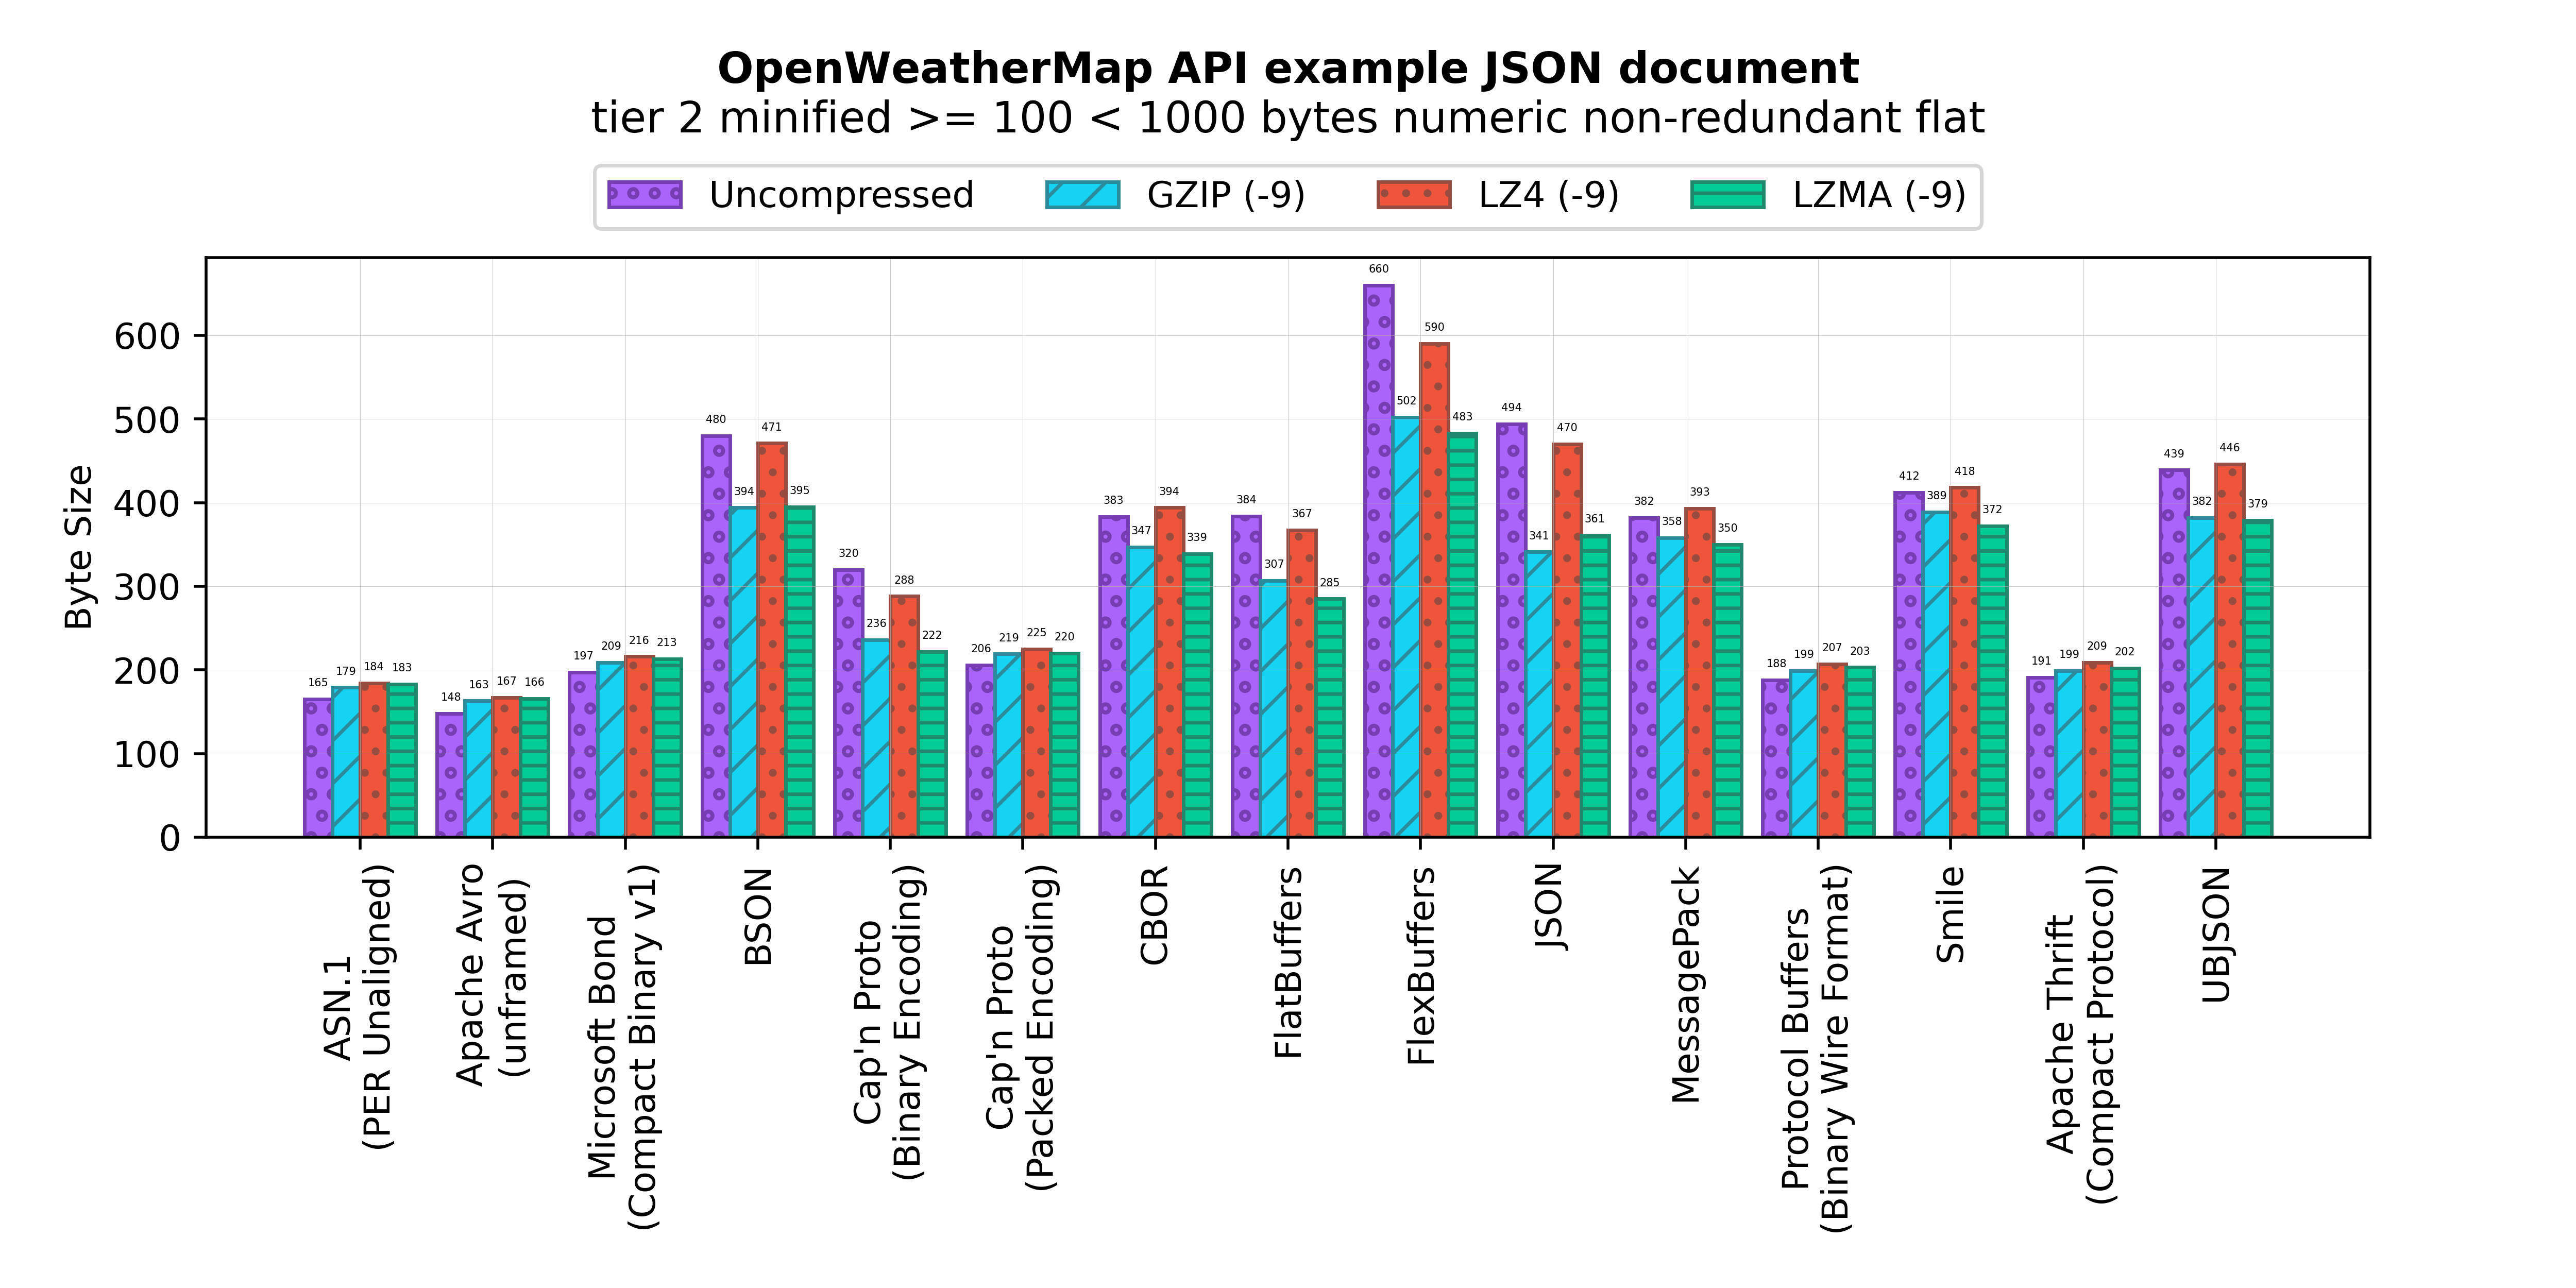 OpenWeatherMap API example JSON document
tier 2 minified >= 100 < 1000 bytes numeric non-redundant flat
Uncompressed GZIP (-9) LZ4 (-9) LZMA (-9)
Byte Size
600
500
400
300
200
100
0
165 179 184 183
148 163 167 166
197 209 216 213
480 394 471 395
320 236 288 222
206 219 225 220
383 347 394 339
384 307 367 285
660 502 590 483
494 341 470 361
382 358 393 350
188 199 207 203
412 389 418 372
191 199 209 202
439 382 446 379
ASN.1
(PER Unaligned)
Apache Avro
(unframed)
Microsoft Bond
(Compact Binary v1)
BSON
Cap'n Proto
(Binary Encoding)
Cap'n Proto
(Packed Encoding)
CBOR
FlatBuffers
FlexBuffers
JSON
MessagePack
Protocol Buffers
(Binary Wire Format)
Smile
Apache Thrift
(Compact Protocol)
UBJSON